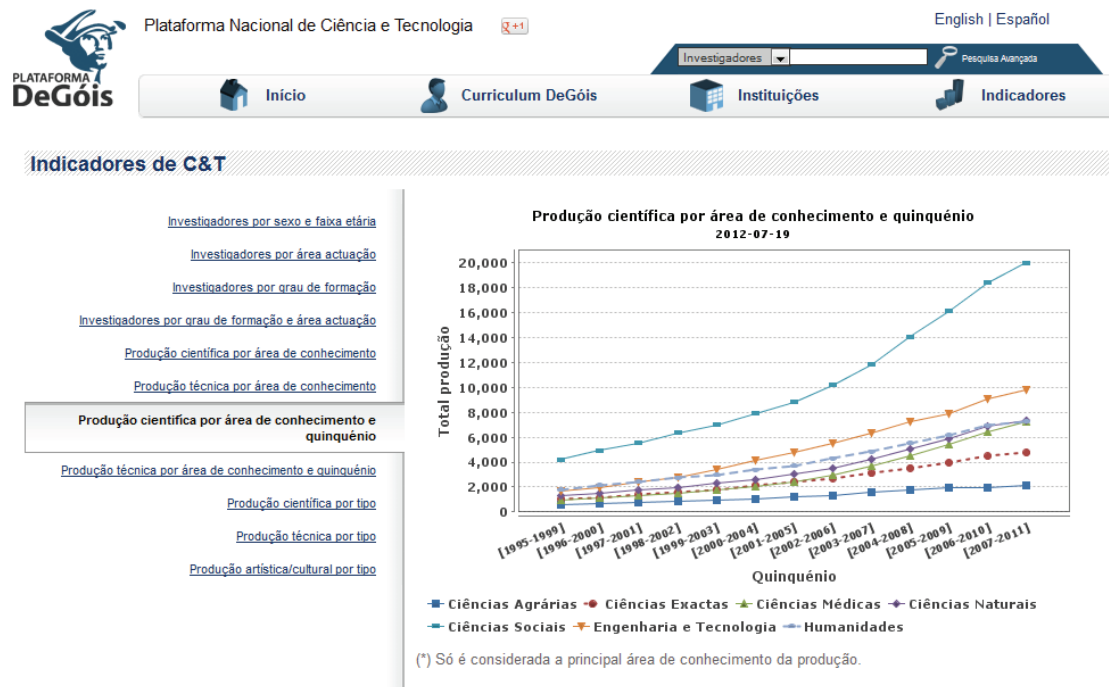 Plataforma Nacional de Ciência e Tecnologia
+1
English | Español
Investigadores
Pesquisa Avançada
PLATAFORMA
DeGóis
Início
Curriculum DeGóis
Instituições
Indicadores
Indicadores de C&T
Investigadores por sexo e faixa etária
Investigadores por área actuação
Investigadores por grau de formação
Investigadores por grau de formação e área actuação
Produção científica por área de conhecimento
Produção técnica por área de conhecimento
Produção científica por área de conhecimento e
quinquénio
Produção técnica por área de conhecimento e quinquénio
Produção científica por tipo
Produção técnica por tipo
Produção artística/cultural por tipo
Produção científica por área de conhecimento e quinquénio
2012-07-19
Total produção
20,000
18,000
16,000
14,000
12,000
10,000
8,000
6,000
4,000
2,000
0
[1995-1999]
[1996-2000]
[1997-2001]
[1998-2002]
[1999-2003]
[2000-2004]
[2001-2005]
[2002-2006]
[2003-2007]
[2004-2008]
[2005-2009]
[2006-2010]
[2007-2011]
Quinquénio
Ciências Agrárias Ciências Exactas Ciências Médicas Ciências Naturais
Ciências Sociais Engenharia e Tecnologia Humanidades
(*) Só é considerada a principal área de conhecimento da produção.